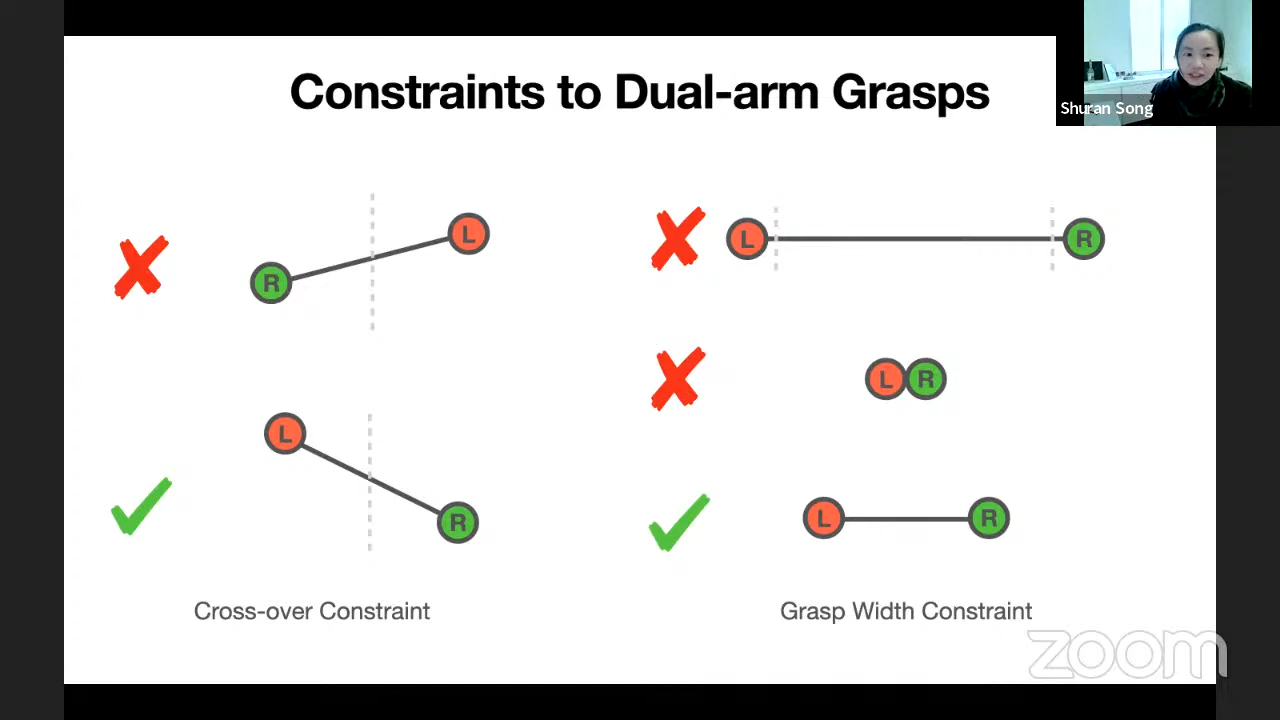 Constraints to Dual-arm Grasps
Shuran Song
L
R
L
R
L R
L
R
L
R
Cross-over Constraint
Grasp Width Constraint
zoom